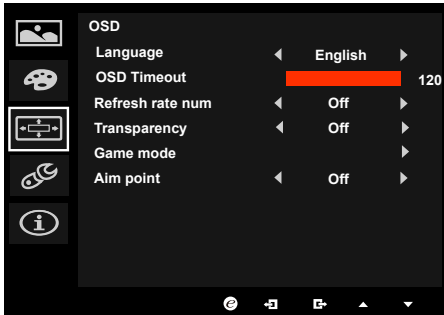 OSD
Language English
OSD Timeout 120
Refresh rate num Off
Transparency Off
Game mode
Aim point Off